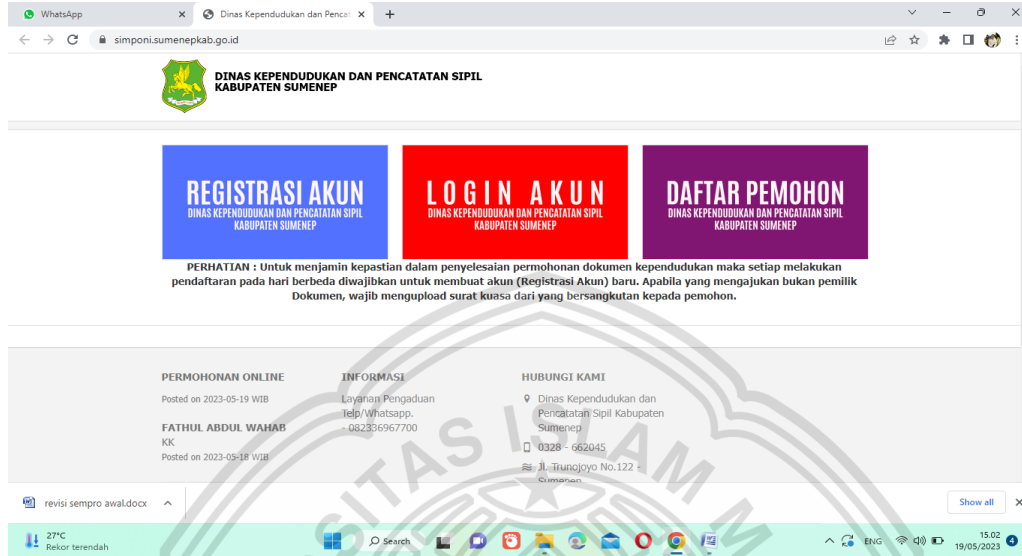 WhatsApp
Dinas Kependudukan dan Pencat
simponi.sumenepkab.go.id
DINAS KEPENDUDUKAN DAN PENCATATAN SIPIL
KABUPATEN SUMENEP
REGISTRASI AKUN
DINAS KEPENDUDUKAN DAN PENCATATAN SIPIL
KABUPATEN SUMENEP
LOGIN AKUN
DINAS KEPENDUDUKAN DAN PENCATATAN SIPIL
KABUPATEN SUMENEP
DAFTAR PEMOHON
DINAS KEPENDUDUKAN DAN PENCATATAN SIPIL
KABUPATEN SUMENEP
PERHATIAN : Untuk menjamin kepastian dalam penyelesaian permohonan dokumen kependudukan maka setiap melakukan
pendaftaran pada hari berbeda diwajibkan untuk membuat akun (Registrasi Akun) baru. Apabila yang mengajukan bukan pemilik
Dokumen, wajib mengupload surat kuasa dari yang bersangkutan kepada pemohon.
PERMOHONAN ONLINE
Posted on 2023-05-19 WIB
FATHUL ABDUL WAHAB
KK
Posted on 2023-05-18 WIB
INFORMASI
Layanan Pengaduan
Telp/Whatsapp.
- 082336967700
HUBUNGI KAMI
Dinas Kependudukan dan
Pencatatan Sipil Kabupaten
Sumenep
0328 - 662045
Jl. Trunojoyo No.122 -
Sumenep
SITAS ISLAM
revisi sempro awal.docx
Show all
27°C
Rekor terendah
Search
ENG
15.02
19/05/2023
4